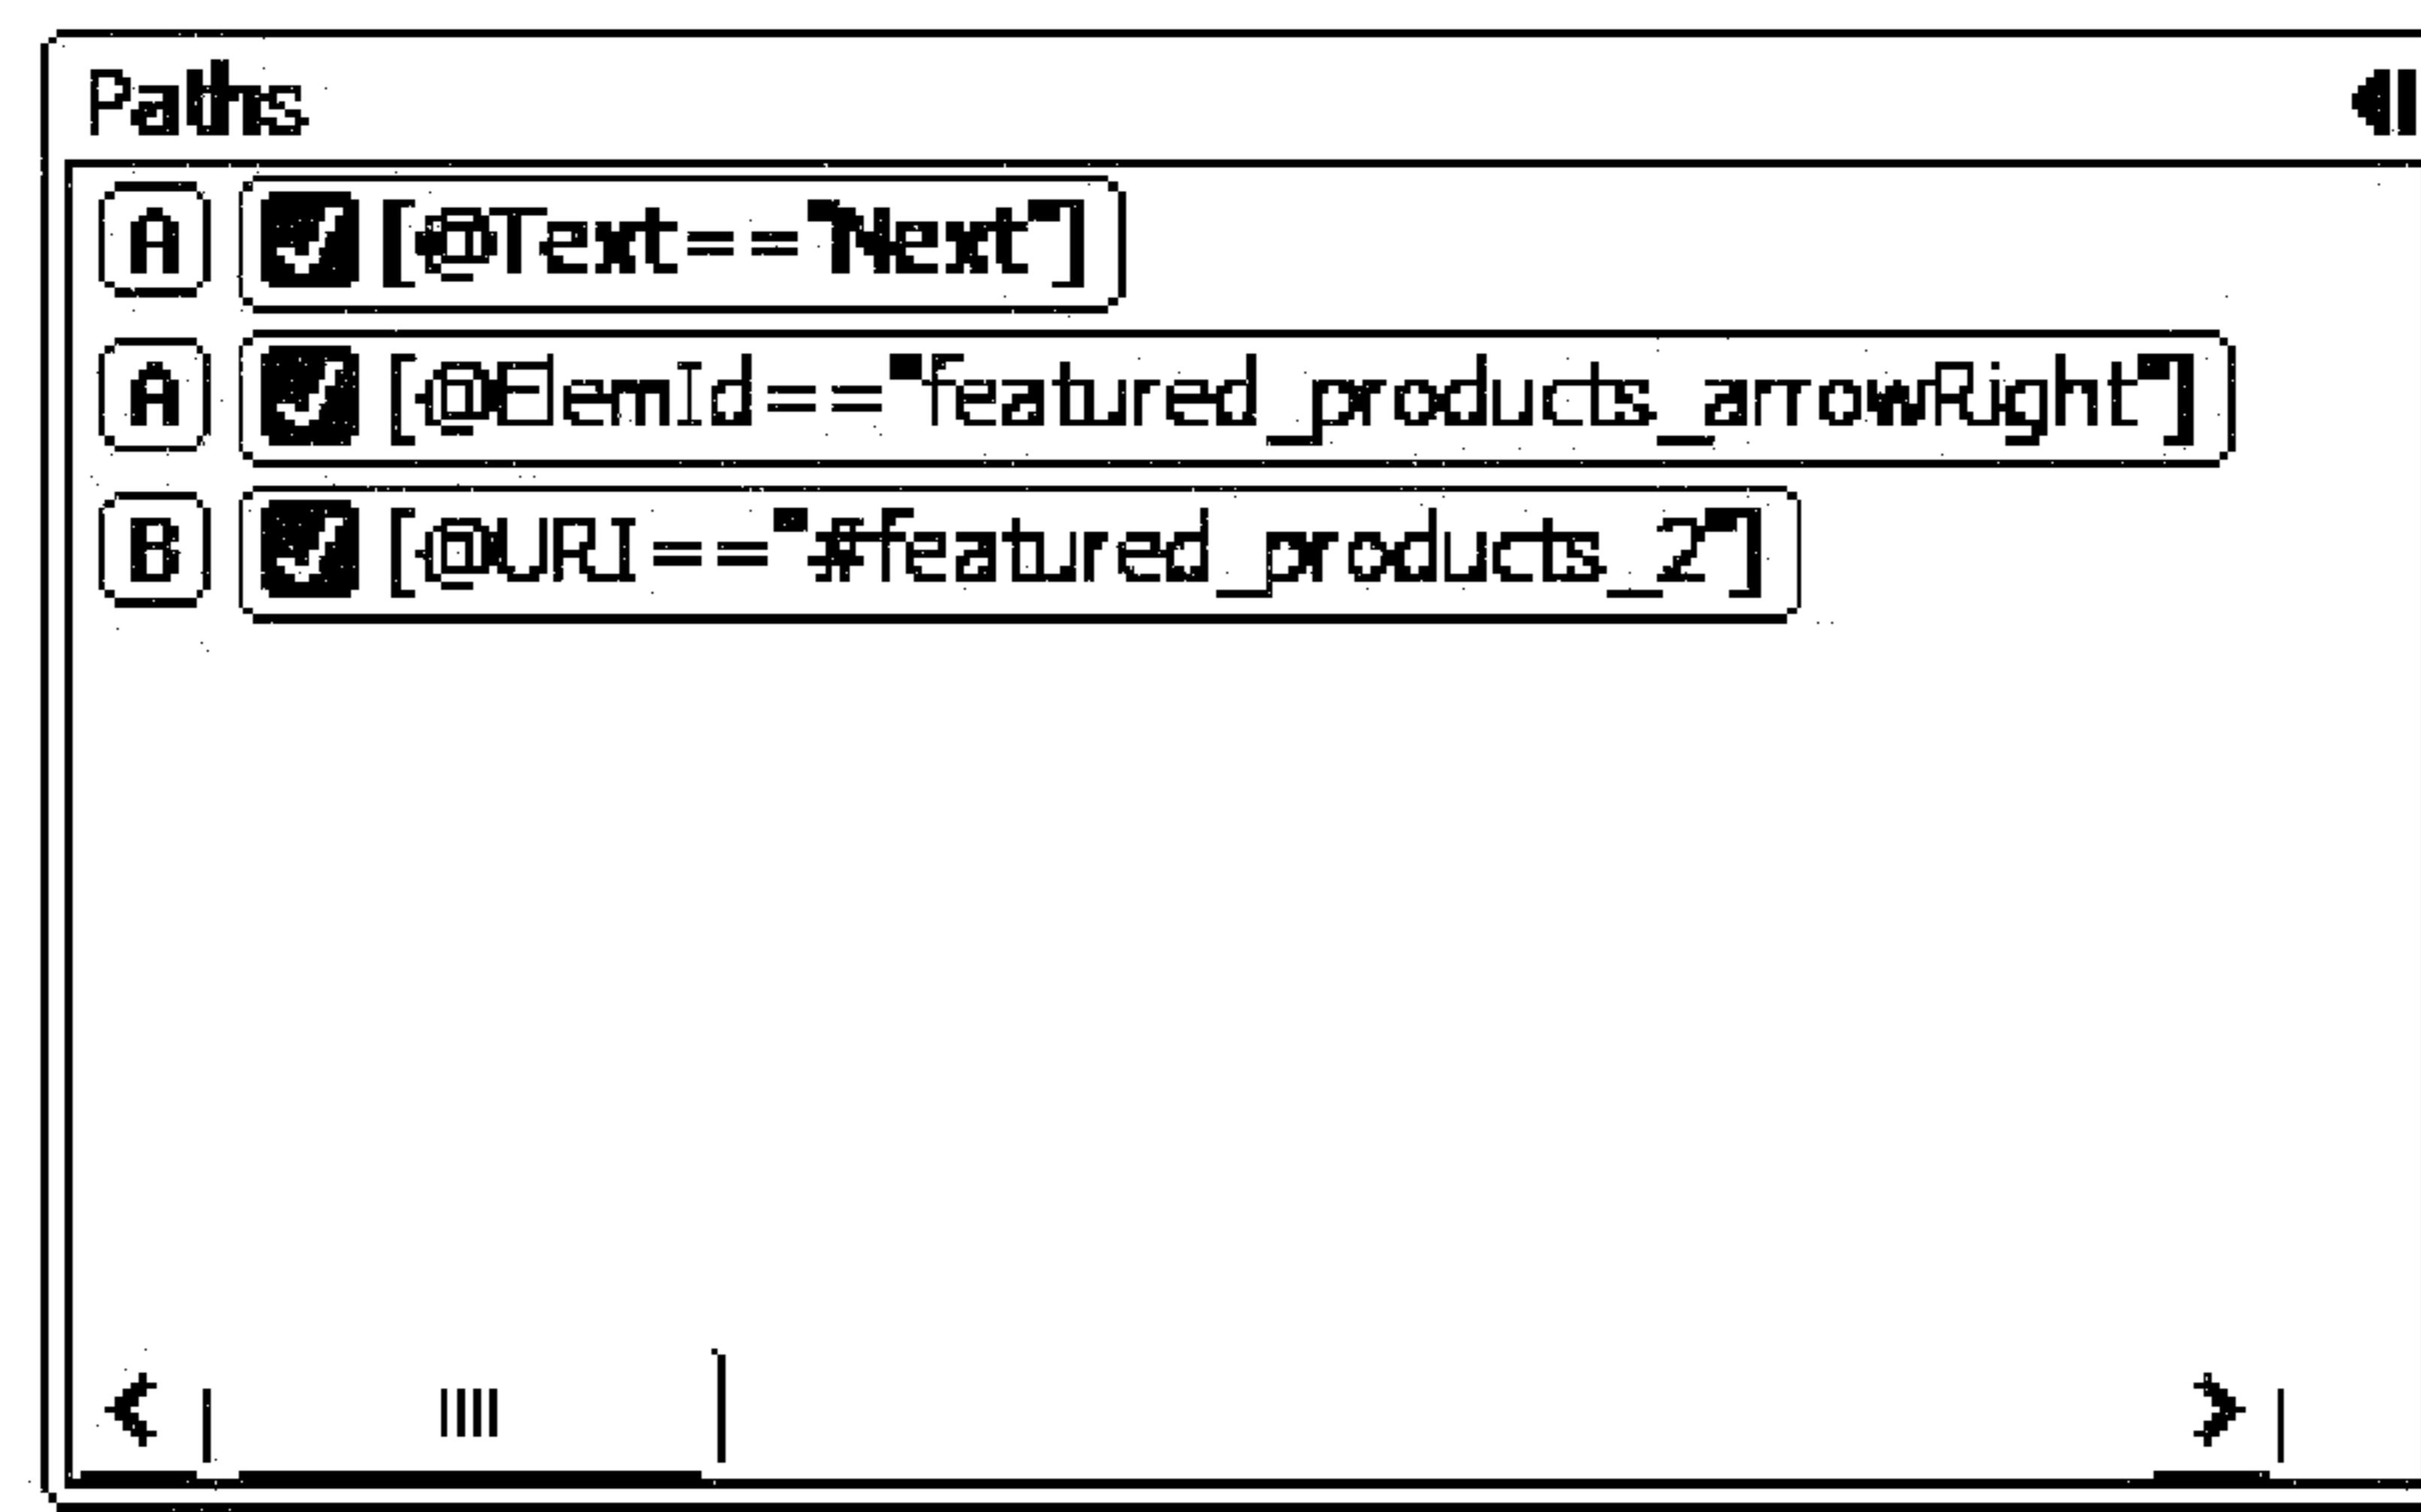 Paths
A [@Text=="Next"]
A [@ElemId=="featured_products_arrowRight"]
B [@URI=="#featured_products_2"]